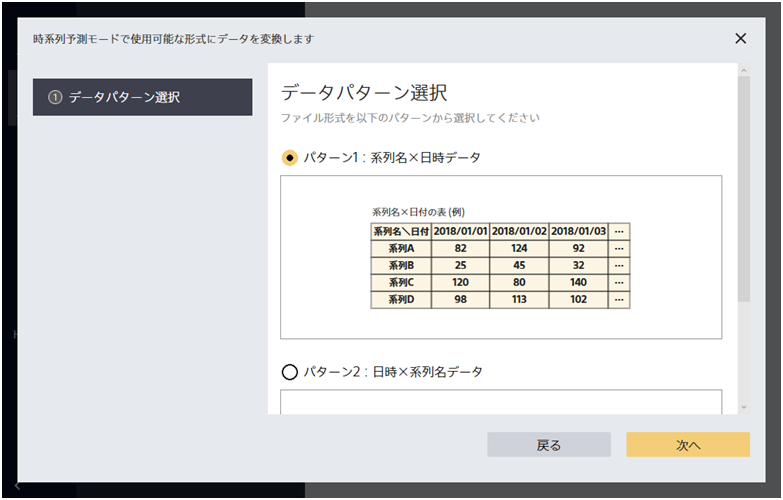 時系列予測モードで使用可能な形式にデータを変換します
① データパターン選択
データパターン選択
ファイル形式を以下のパターンから選択してください
パターン1：系列名×日時データ
系列名×日付の表 (例)
系列名＼日付 2018/01/01 2018/01/02 2018/01/03 …
系列A 82 124 92 …
系列B 25 45 32 …
系列C 120 80 140 …
系列D 98 113 102 …
パターン2：日時×系列名データ
戻る 次へ